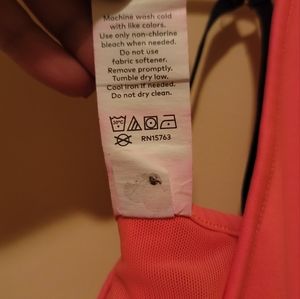 Machine wash cold
with like colors.
Use only non-chlorine
bleach when needed.
Do not use
fabric softener.
Remove promptly.
Tumble dry low.
Cool iron if needed.
Do not dry clean.
30°C
RN15763